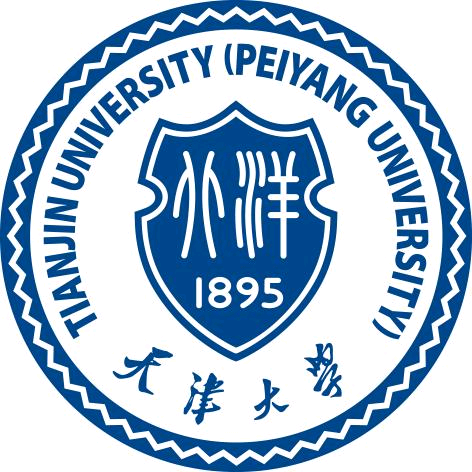 TIANJIN UNIVERSITY (PEIYANG UNIVERSITY)
北洋
1895
天津大学